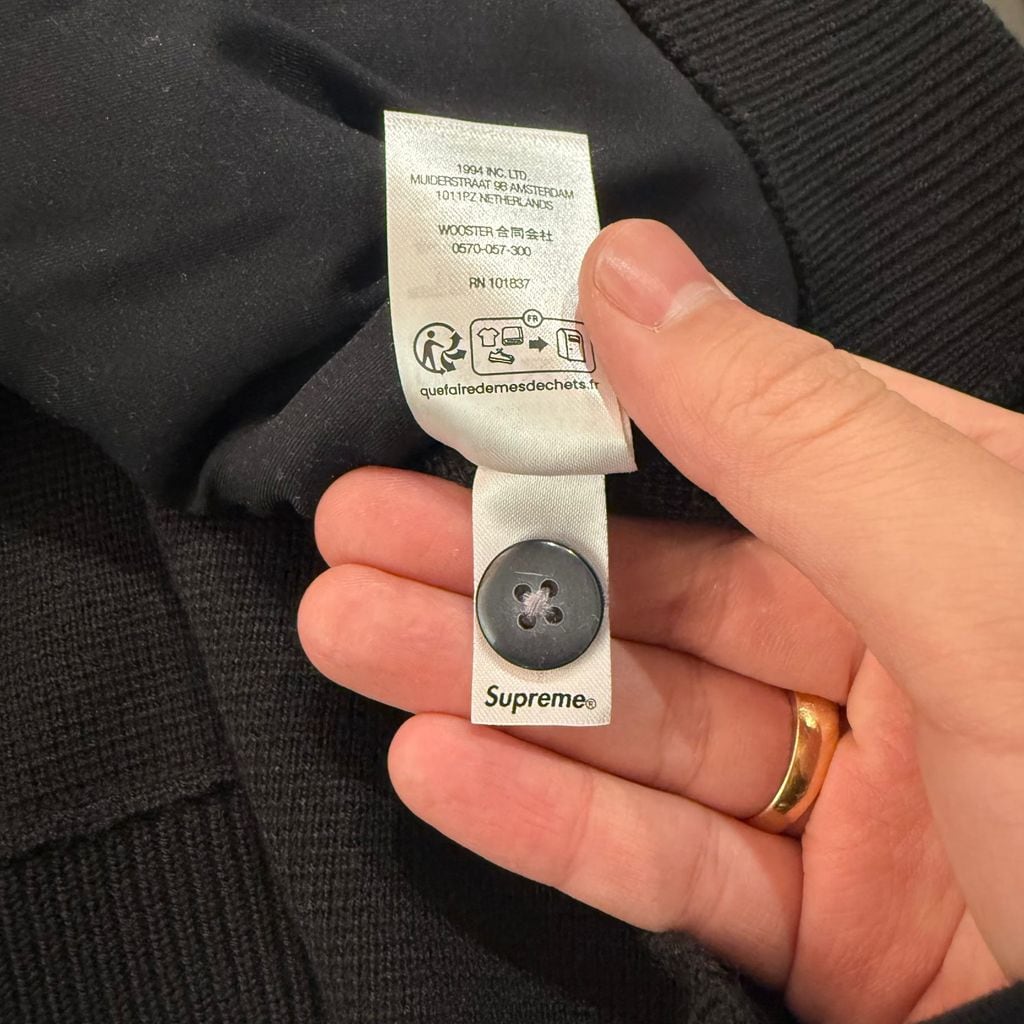 1994 INC. LTD.
MUIDERSTRAAT 9B AMSTERDAM
1011PZ NETHERLANDS
WOOSTER 合同会社
0570-057-300
RN 101837
FR
quefairedemesdechets.fr
Supreme®